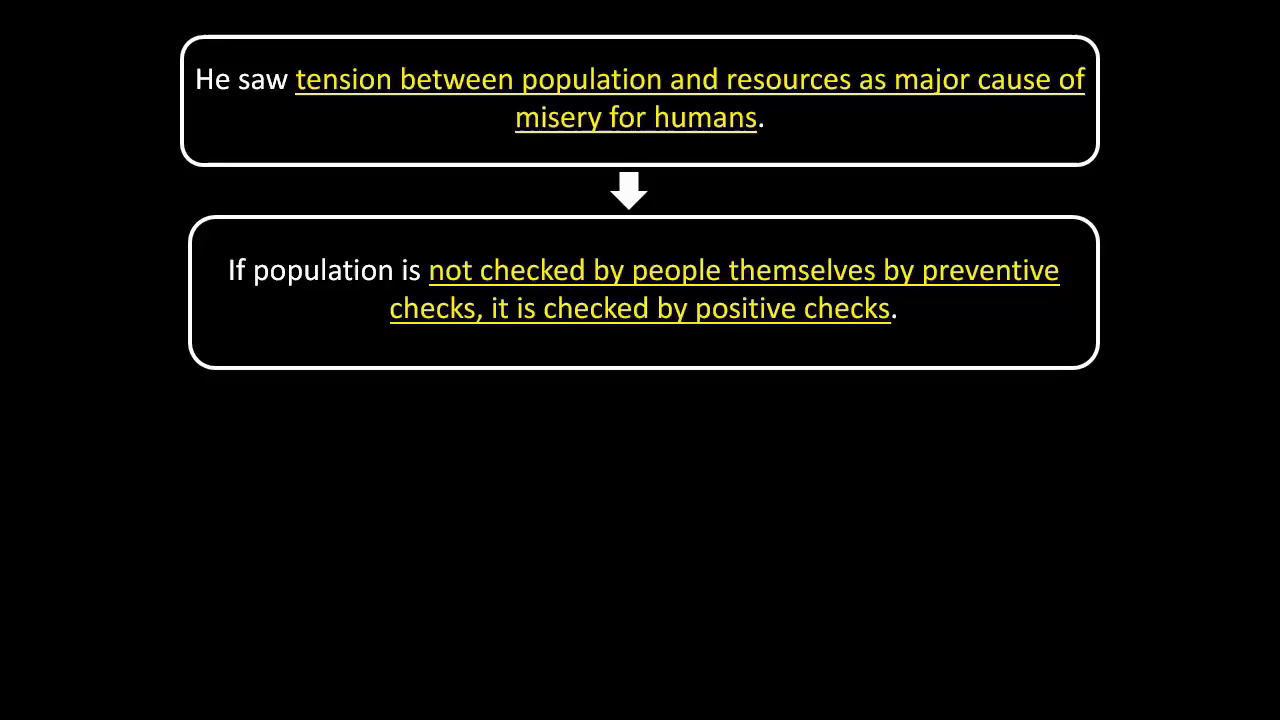 He saw tension between population and resources as major cause of
misery for humans.
If population is not checked by people themselves by preventive
checks, it is checked by positive checks.